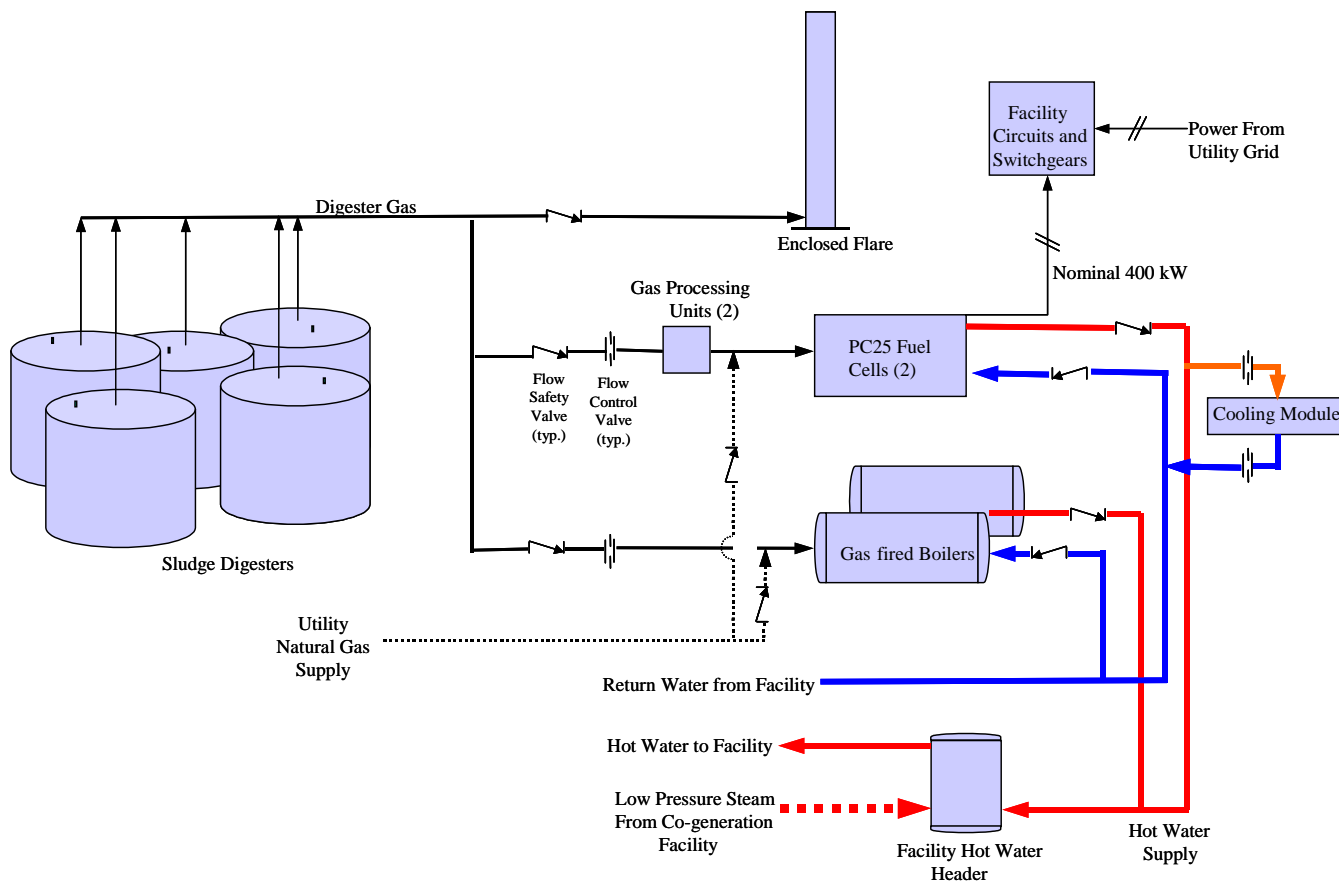 Facility
Circuits and
Switchgears
Power From
Utility Grid
Digester Gas
Enclosed Flare
Nominal 400 kW
Gas Processing
Units (2)
PC25 Fuel
Cells (2)
Flow
Safety
Valve
(typ.)
Flow
Control
Valve
(typ.)
Cooling Module
Sludge Digesters
Gas fired Boilers
Utility
Natural Gas
Supply
Return Water from Facility
Hot Water to Facility
Low Pressure Steam
From Co-generation
Facility
Facility Hot Water
Header
Hot Water
Supply